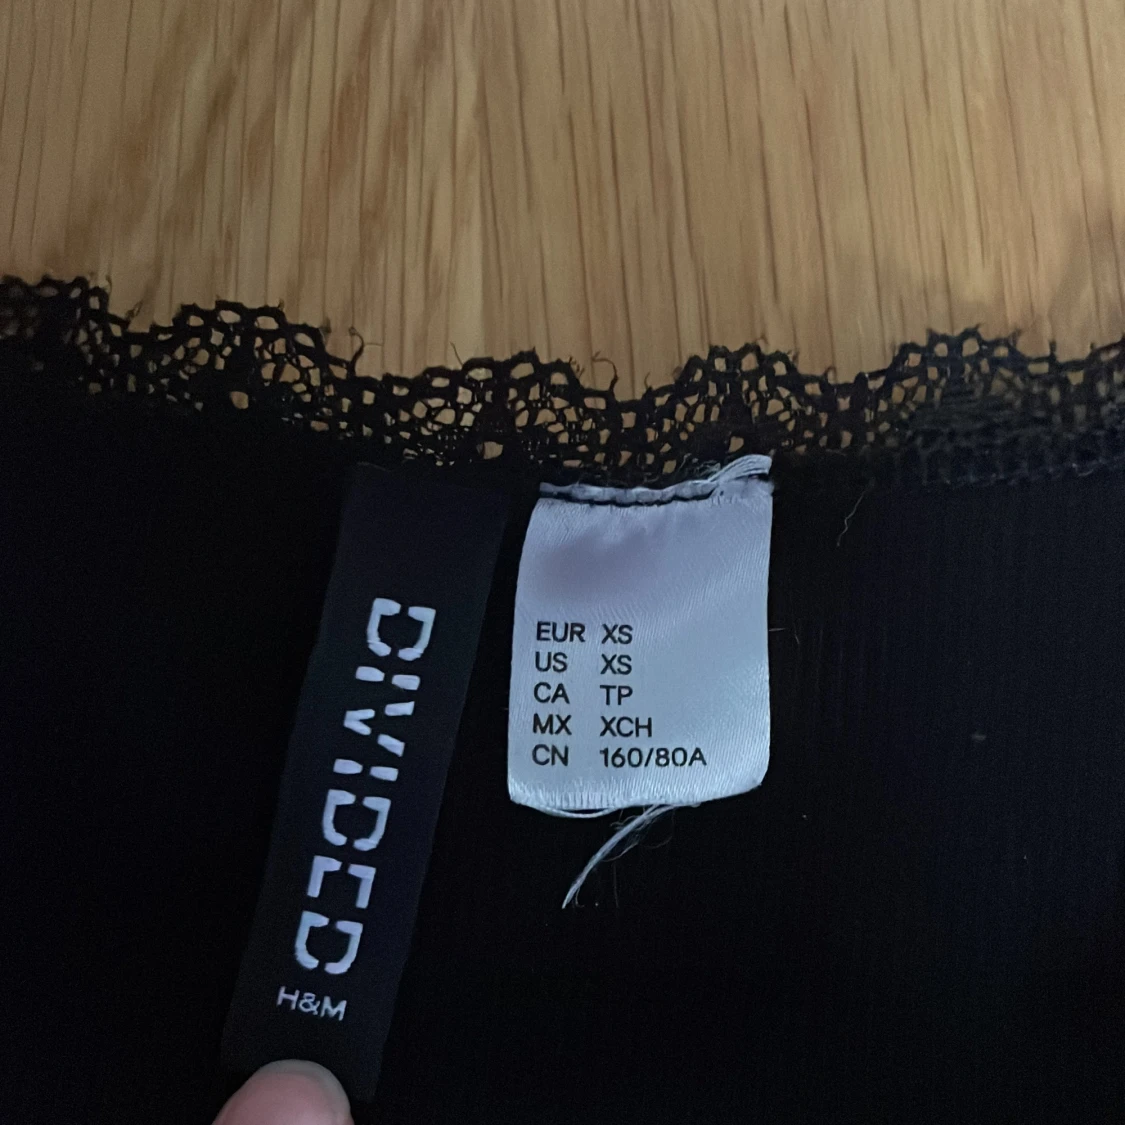 DIVIDED
H&M
EUR XS
US XS
CA TP
MX XCH
CN 160/80A